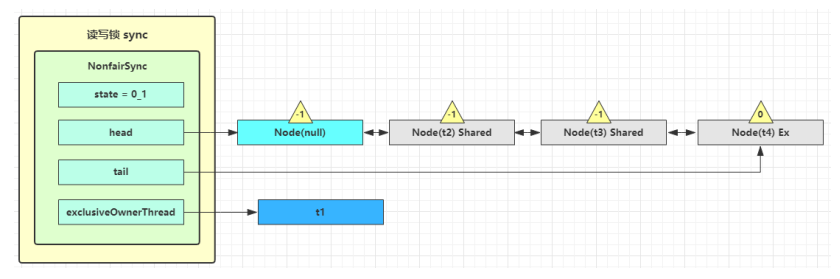 读写锁 sync
NonfairSync
state = 0_1
head
tail
exclusiveOwnerThread
-1
Node(null)
-1
Node(t2) Shared
-1
Node(t3) Shared
0
Node(t4) Ex
t1